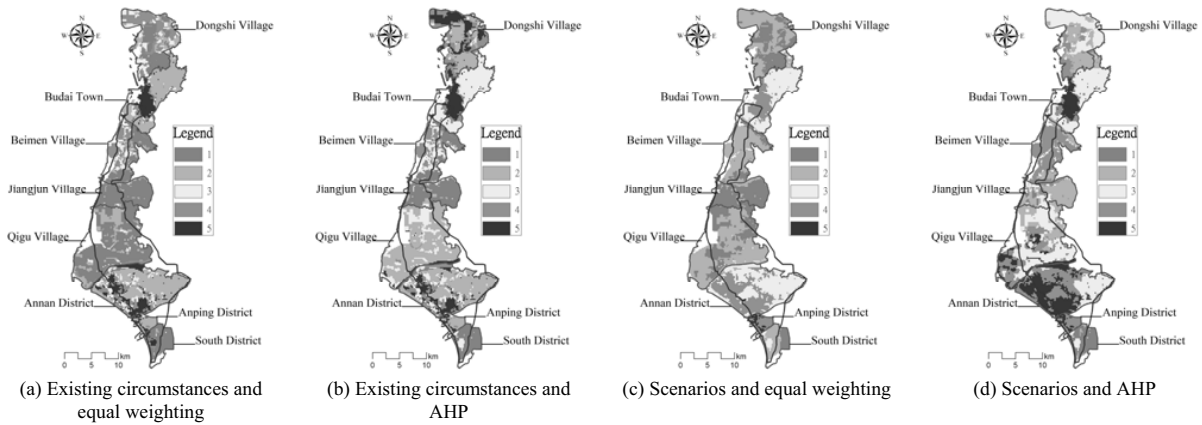 N
W
E
S
Dongshi Village
Budai Town
Beimen Village
Legend
1
2
3
4
5
Jiangjun Village
Qigu Village
Annan District
Anping District
South District
0 5 10 km
(a) Existing circumstances and
equal weighting
N
W
E
S
Dongshi Village
Budai Town
Beimen Village
Legend
1
2
3
4
5
Jiangjun Village
Qigu Village
Annan District
Anping District
South District
0 5 10 km
(b) Existing circumstances and
AHP
N
W
E
S
Dongshi Village
Budai Town
Beimen Village
Legend
1
2
3
4
5
Jiangjun Village
Qigu Village
Annan District
Anping District
South District
0 5 10 km
(c) Scenarios and equal weighting
N
W
E
S
Dongshi Village
Budai Town
Beimen Village
Legend
1
2
3
4
5
Jiangjun Village
Qigu Village
Annan District
Anping District
South District
0 5 10 km
(d) Scenarios and AHP